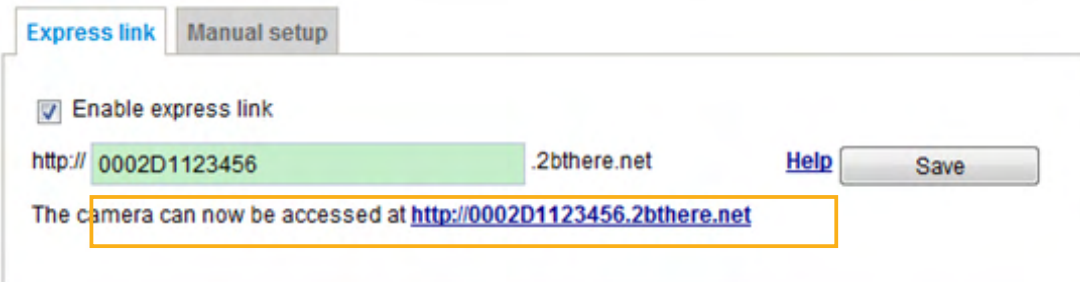 Express link Manual setup
Enable express link
http:// 0002D1123456 .2bthere.net Help Save
The camera can now be accessed at http://0002D1123456.2bthere.net